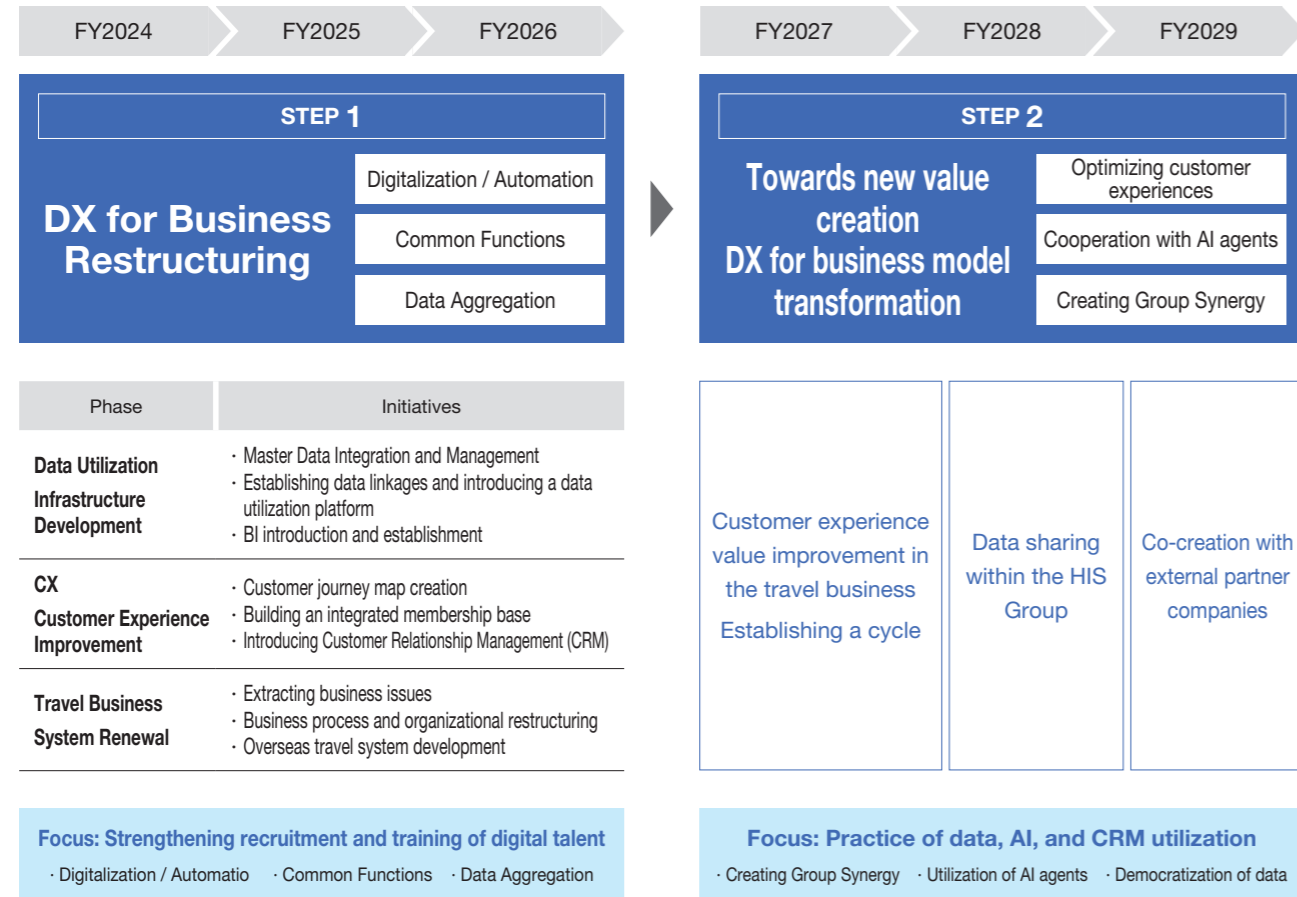 FY2024
FY2025
FY2026
FY2027
FY2028
FY2029
STEP 1
DX for Business
Restructuring
Digitalization / Automation
Common Functions
Data Aggregation
STEP 2
Towards new value
creation
DX for business model
transformation
Optimizing customer
experiences
Cooperation with AI agents
Creating Group Synergy
Phase
Initiatives
Data Utilization
Infrastructure
Development
· Master Data Integration and Management
· Establishing data linkages and introducing a data
utilization platform
· BI introduction and establishment
CX
Customer Experience
Improvement
· Customer journey map creation
· Building an integrated membership base
· Introducing Customer Relationship Management (CRM)
Travel Business
System Renewal
· Extracting business issues
· Business process and organizational restructuring
· Overseas travel system development
Customer experience
value improvement in
the travel business
Establishing a cycle
Data sharing
within the HIS
Group
Co-creation with
external partner
companies
Focus: Strengthening recruitment and training of digital talent
· Digitalization / Automatio · Common Functions · Data Aggregation
Focus: Practice of data, AI, and CRM utilization
· Creating Group Synergy · Utilization of AI agents · Democratization of data